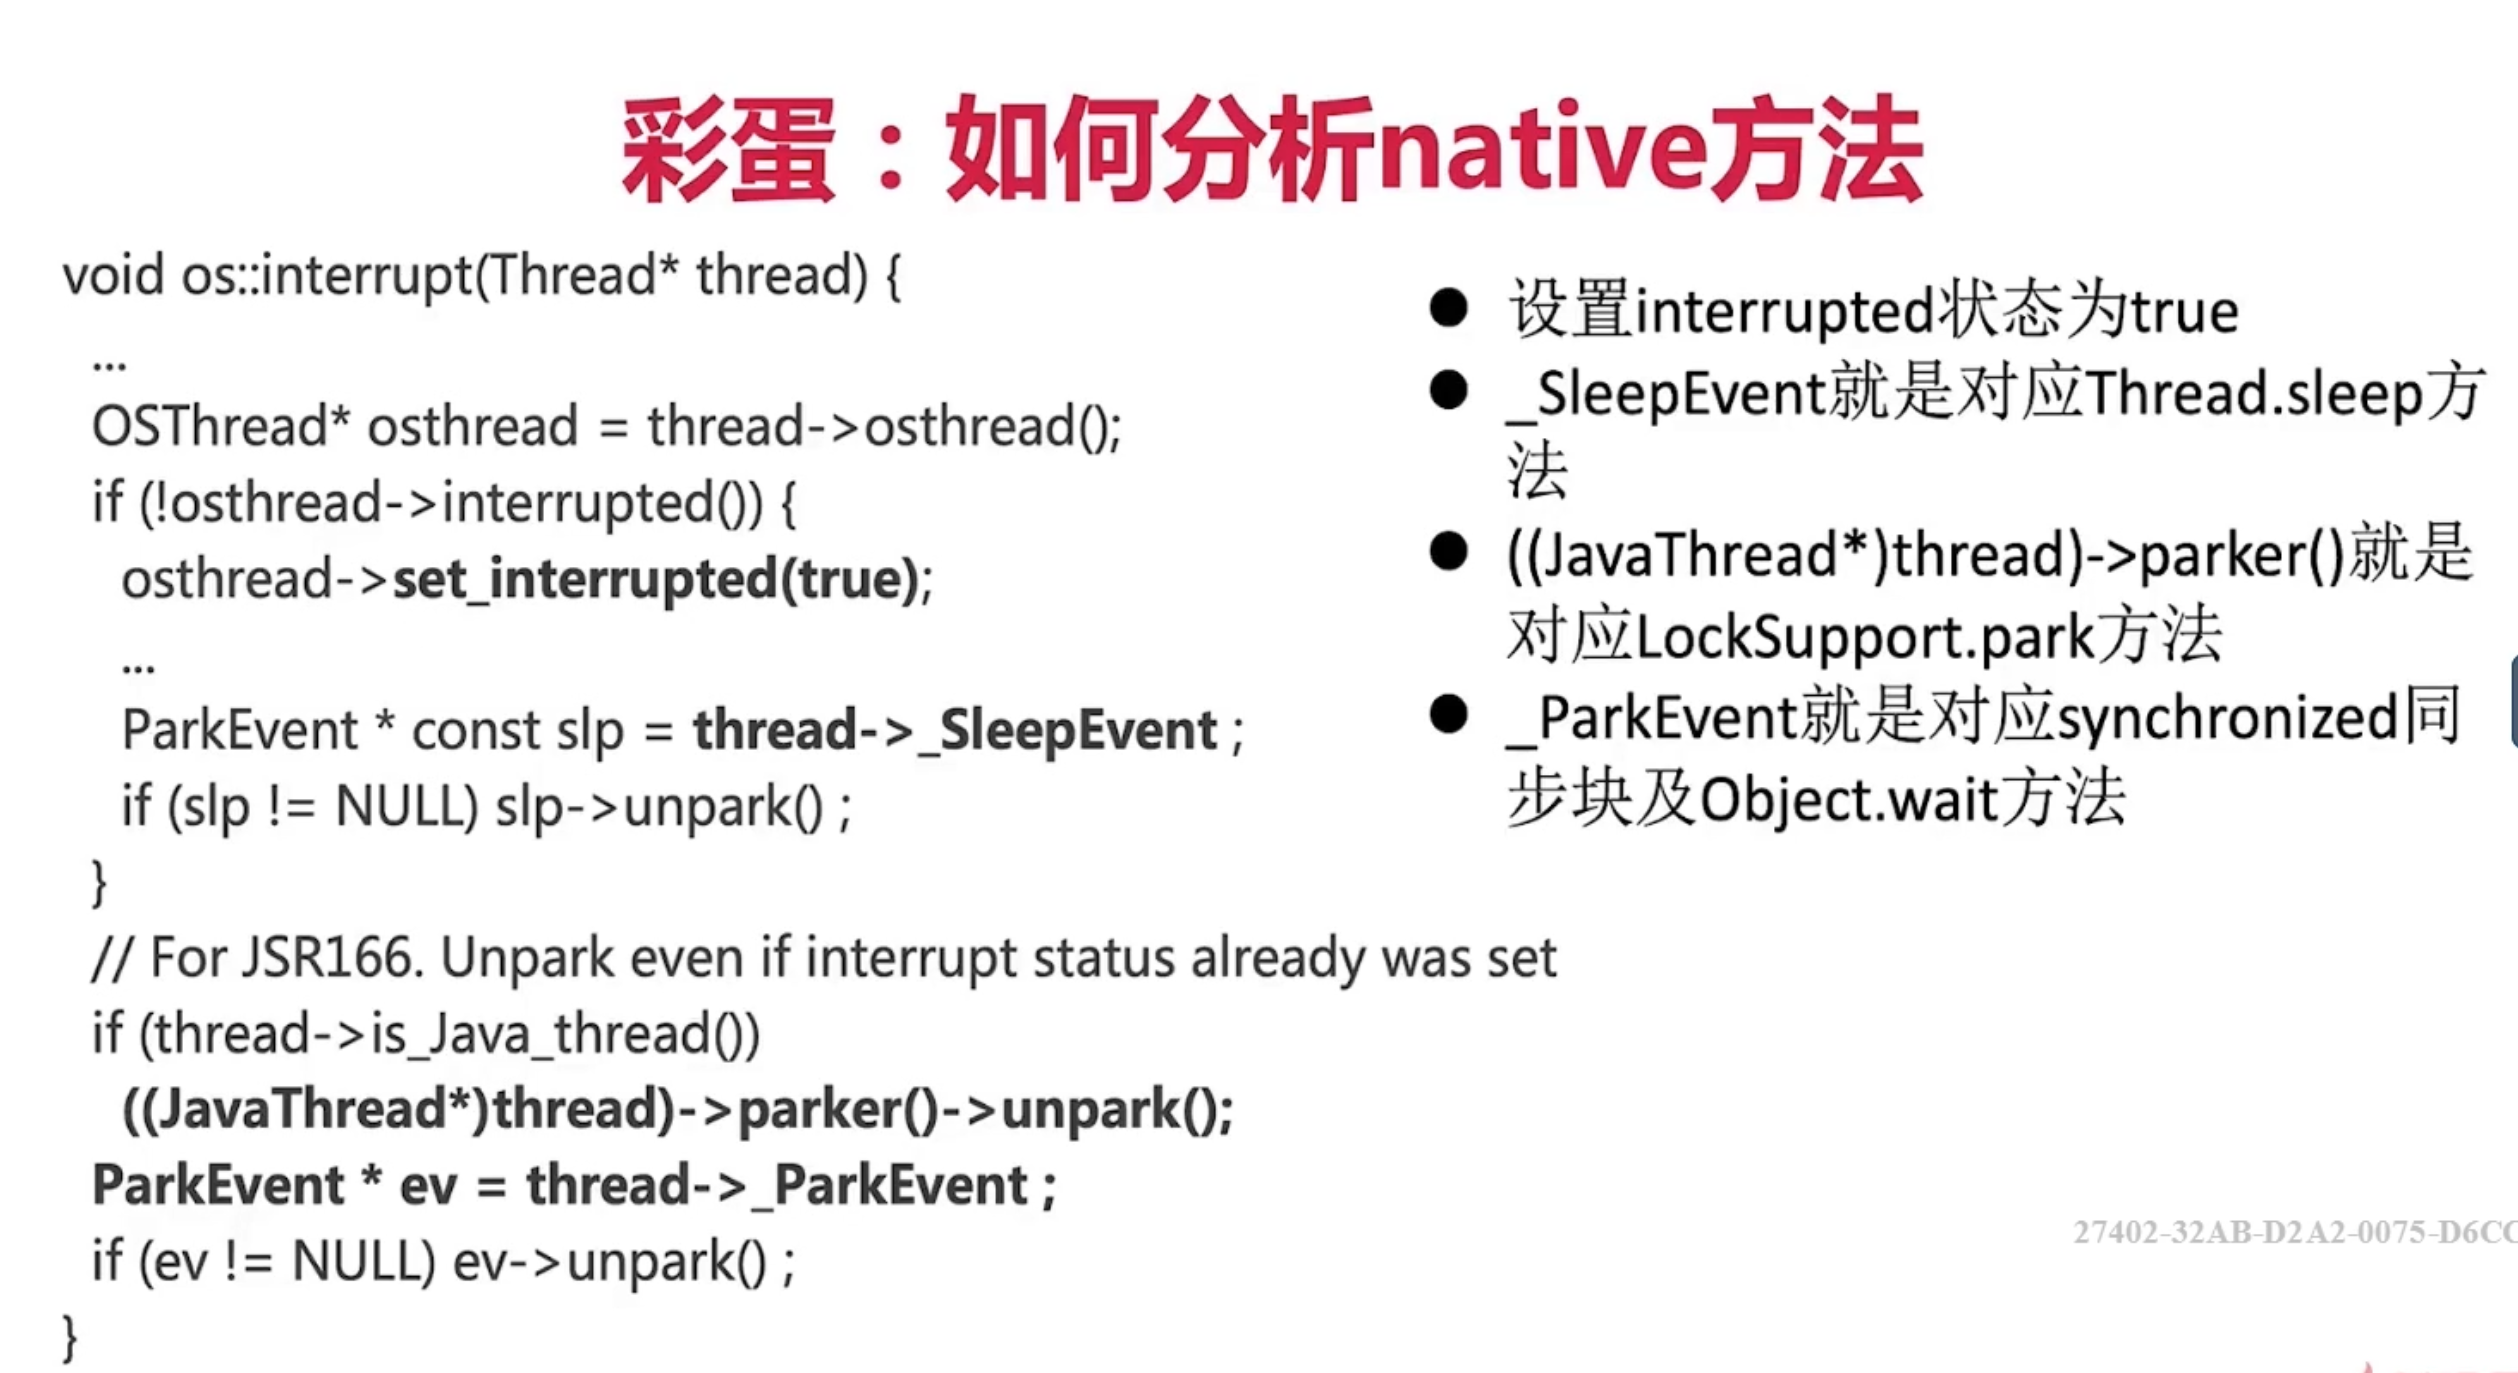 彩蛋：如何分析native方法
void os::interrupt(Thread* thread) {
...
OSThread* osthread = thread->osthread();
if (!osthread->interrupted()) {
osthread->set_interrupted(true);
...
ParkEvent * const slp = thread->_SleepEvent ;
if (slp != NULL) slp->unpark() ;
}
// For JSR166. Unpark even if interrupt status already was set
if (thread->is_Java_thread())
((JavaThread*)thread)->parker()->unpark();
ParkEvent * ev = thread->_ParkEvent ;
if (ev != NULL) ev->unpark() ;
}
● 设置interrupted状态为true
● _SleepEvent就是对应Thread.sleep方
法
● ((JavaThread*)thread)->parker()就是
对应LockSupport.park方法
● _ParkEvent就是对应synchronized同
步块及Object.wait方法
27402-32AB-D2A2-0075-D6CC